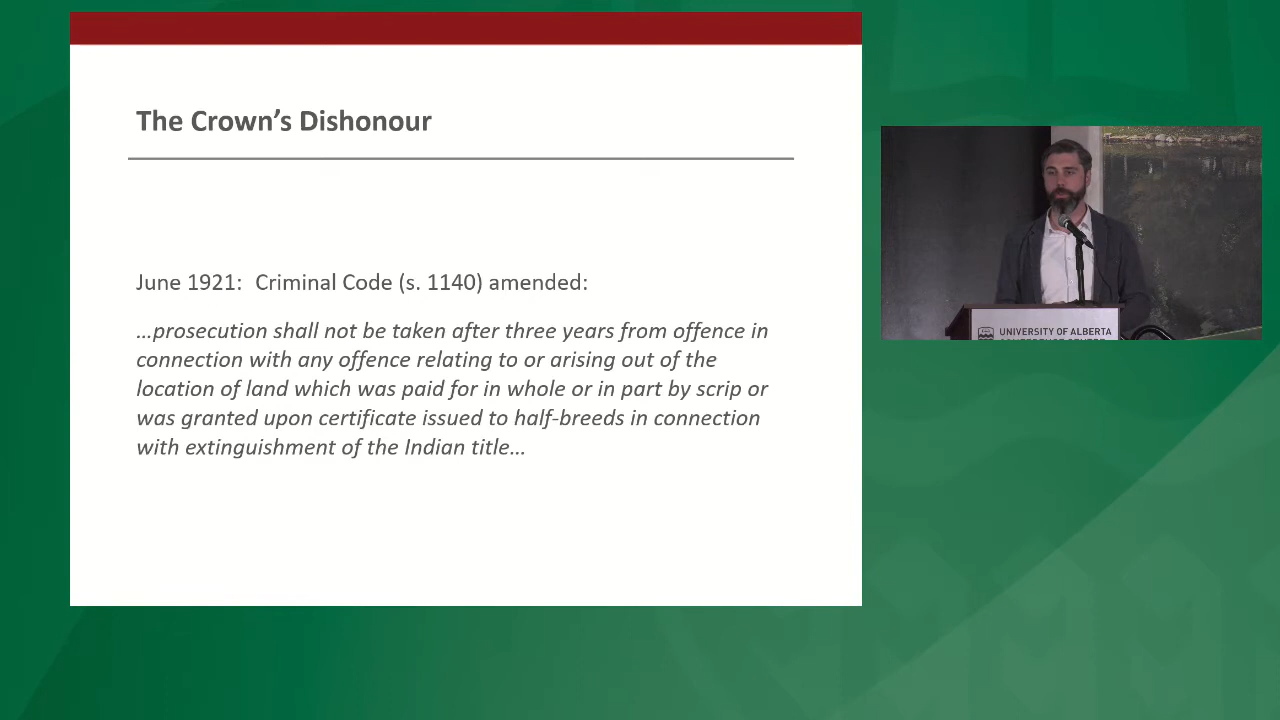 The Crown’s Dishonour
June 1921:  Criminal Code (s. 1140) amended:
…prosecution shall not be taken after three years from offence in
connection with any offence relating to or arising out of the
location of land which was paid for in whole or in part by scrip or
was granted upon certificate issued to half-breeds in connection
with extinguishment of the Indian title…
UNIVERSITY OF ALBERTA